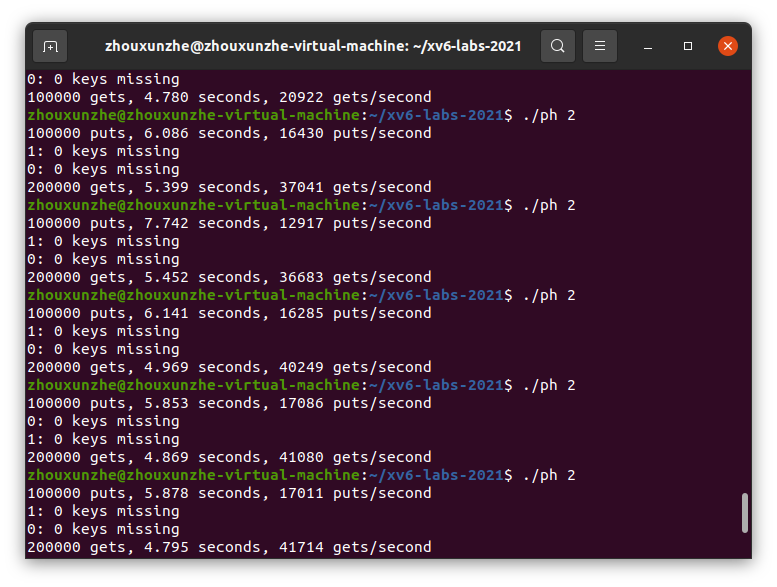 zhouxunzhe@zhouxunzhe-virtual-machine: ~/xv6-labs-2021
0: 0 keys missing
100000 gets, 4.780 seconds, 20922 gets/second
zhouxunzhe@zhouxunzhe-virtual-machine:~/xv6-labs-2021$ ./ph 2
100000 puts, 6.086 seconds, 16430 puts/second
1: 0 keys missing
0: 0 keys missing
200000 gets, 5.399 seconds, 37041 gets/second
zhouxunzhe@zhouxunzhe-virtual-machine:~/xv6-labs-2021$ ./ph 2
100000 puts, 7.742 seconds, 12917 puts/second
1: 0 keys missing
0: 0 keys missing
200000 gets, 5.452 seconds, 36683 gets/second
zhouxunzhe@zhouxunzhe-virtual-machine:~/xv6-labs-2021$ ./ph 2
100000 puts, 6.141 seconds, 16285 puts/second
1: 0 keys missing
0: 0 keys missing
200000 gets, 4.969 seconds, 40249 gets/second
zhouxunzhe@zhouxunzhe-virtual-machine:~/xv6-labs-2021$ ./ph 2
100000 puts, 5.853 seconds, 17086 puts/second
0: 0 keys missing
1: 0 keys missing
200000 gets, 4.869 seconds, 41080 gets/second
zhouxunzhe@zhouxunzhe-virtual-machine:~/xv6-labs-2021$ ./ph 2
100000 puts, 5.878 seconds, 17011 puts/second
1: 0 keys missing
0: 0 keys missing
200000 gets, 4.795 seconds, 41714 gets/second